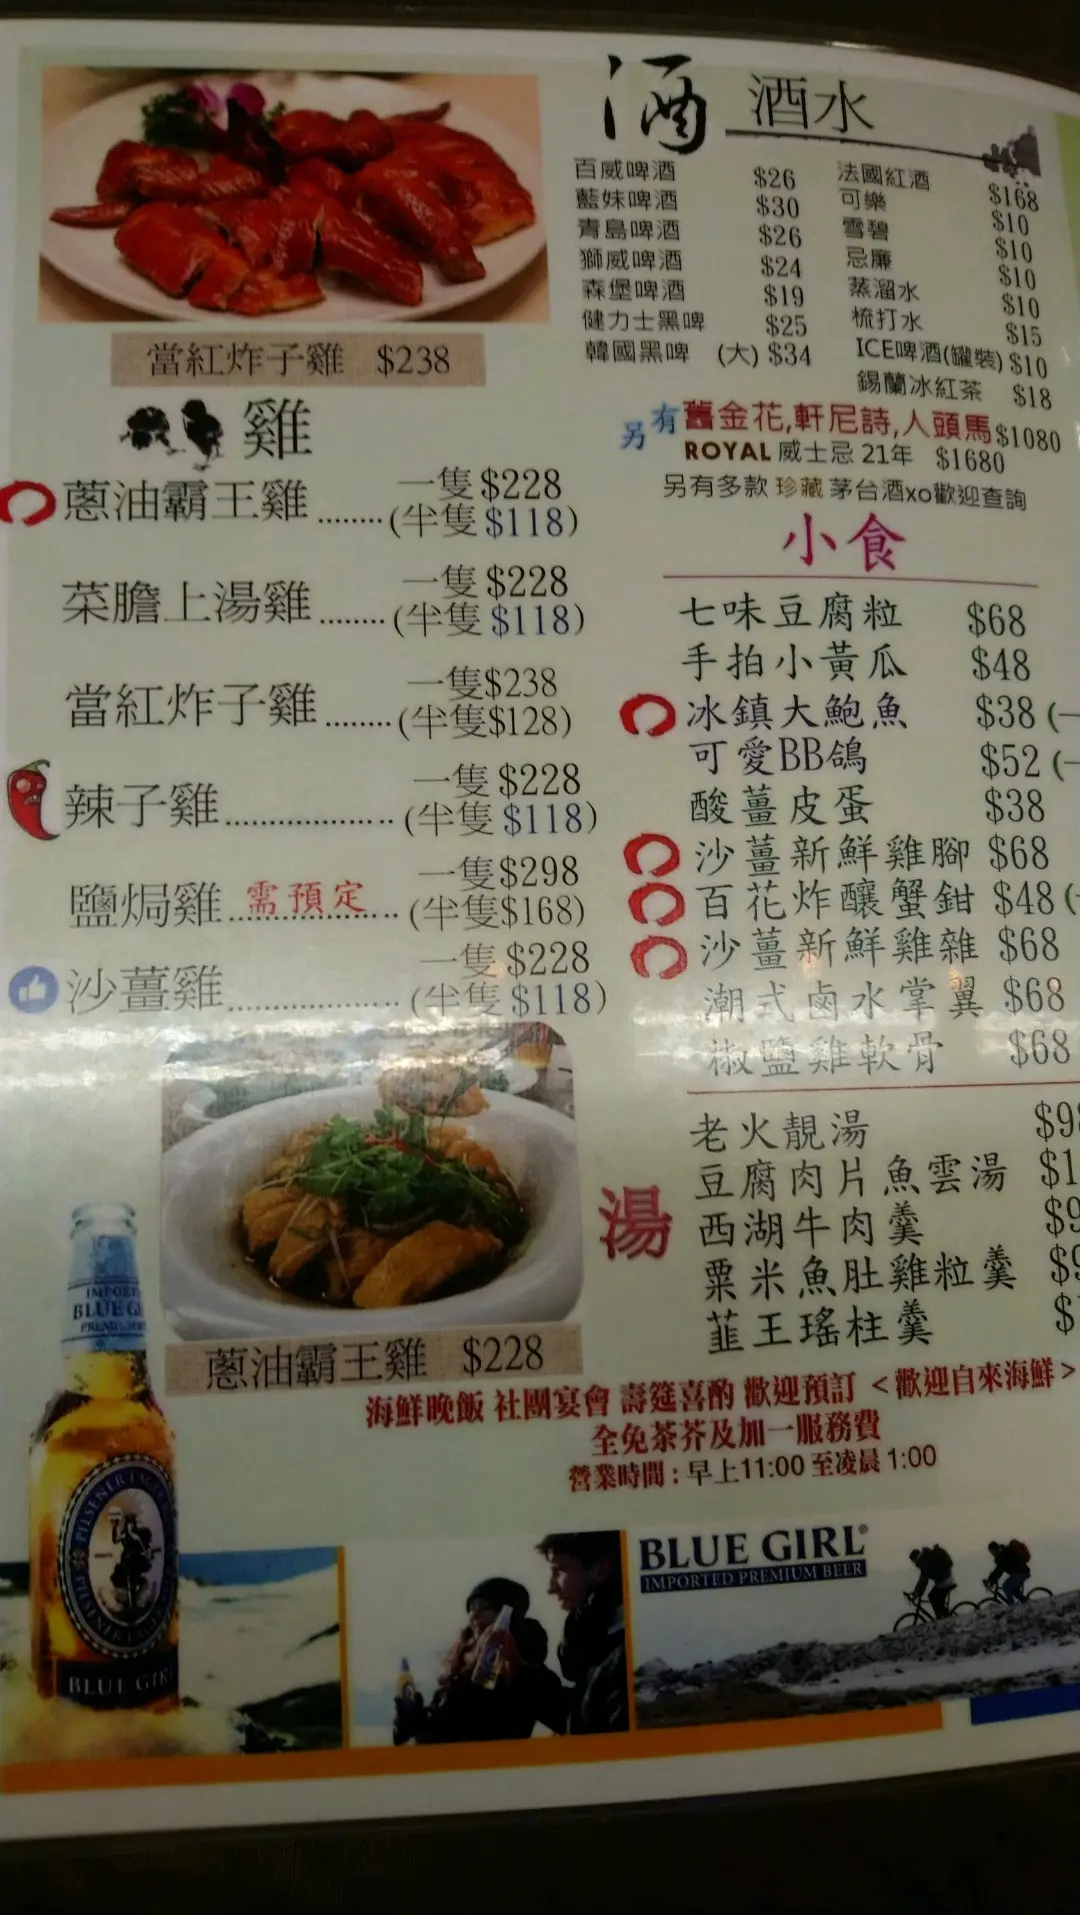 當紅炸子雞 $238
雞
蔥油霸王雞 ........ 一隻 $228
(半隻 $118)
菜膽上湯雞 ........ 一隻 $228
(半隻 $118)
當紅炸子雞 ........ 一隻$238
(半隻$128)
辣子雞 .................... 一隻 $228
(半隻 $118)
鹽焗雞 需預定 一隻$298
(半隻$168)
沙薑雞 .................... 一隻 $228
(半隻 $118)
蔥油霸王雞 $228
酒 酒水
百威啤酒 $26
藍妹啤酒 $30
青島啤酒 $26
獅威啤酒 $24
森堡啤酒 $19
健力士黑啤 $25
韓國黑啤 (大) $34
法國紅酒 $168
可樂 $10
雪碧 $10
忌廉 $10
蒸溜水 $10
梳打水 $15
ICE啤酒(罐裝) $10
錫蘭冰紅茶 $18
另有舊金花,軒尼詩,人頭馬 $1080
ROYAL 威士忌 21年 $1680
另有多款 珍藏 茅台酒xo歡迎查詢
小食
七味豆腐粒 $68
手拍小黃瓜 $48
冰鎮大鮑魚 $38
可愛BB鴿 $52
酸薑皮蛋 $38
沙薑新鮮雞腳 $68
百花炸釀蟹鉗 $48
沙薑新鮮雞雜 $68
潮式鹵水掌翼 $68
椒鹽雞軟骨 $68
湯
老火靚湯
豆腐肉片魚雲湯
西湖牛肉羹
粟米魚肚雞粒羹
韮王瑤柱羹
海鮮晚飯 社團宴會 壽筵喜酌 歡迎預訂 <歡迎自來海鮮>
全免茶芥及加一服務費
營業時間 : 早上11:00 至凌晨 1:00
BLUE GIRL®
IMPORTED PREMIUM BEER
BLUE GIRL